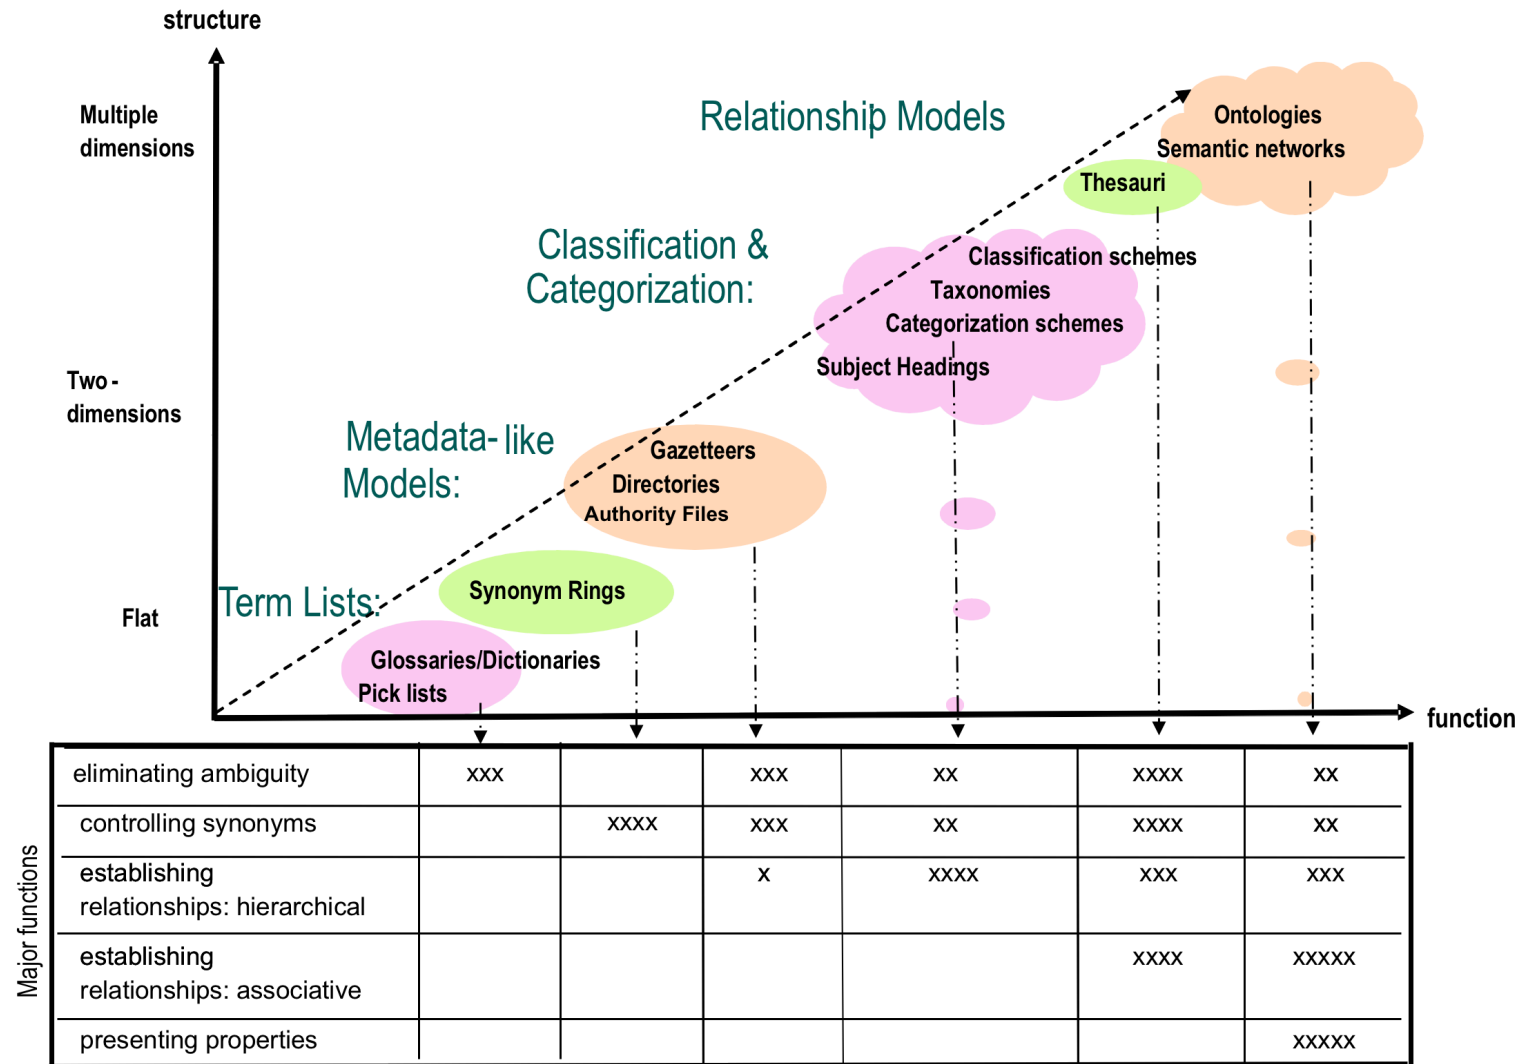 structure
Multiple
dimensions
Relationship Models
Ontologies
Semantic networks
Thesauri
Classification &
Categorization:
Classification schemes
Taxonomies
Categorization schemes
Subject Headings
Two-
dimensions
Metadata-like
Models:
Gazetteers
Directories
Authority Files
Term Lists:
Synonym Rings
Flat
Glossaries/Dictionaries
Pick lists
function
Major functions
eliminating ambiguity xxx xxx xx xxxx xx
controlling synonyms xxxx xxx xx xxxx xx
establishing x xxxx xxx xxx
relationships: hierarchical
establishing xxxx xxxxx
relationships: associative
presenting properties xxxxx